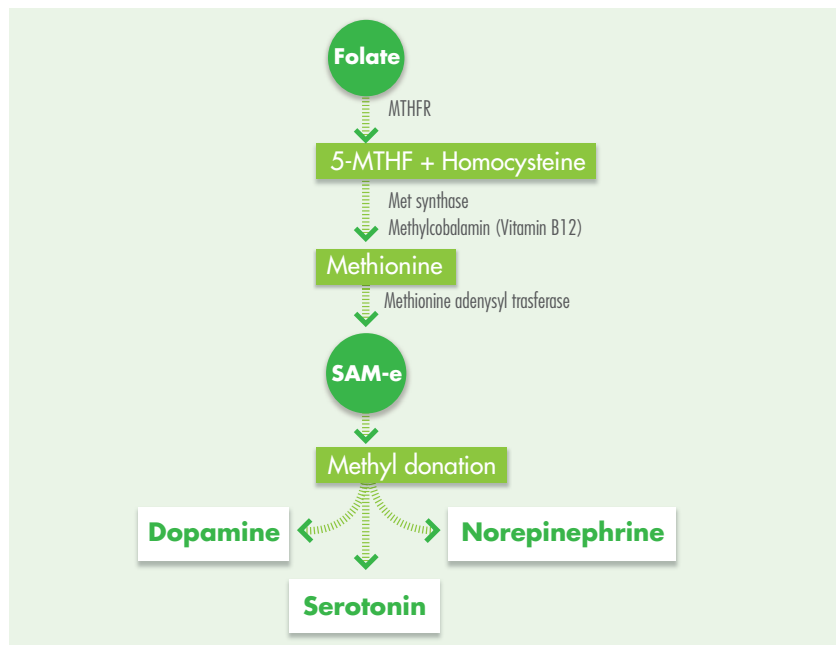 Folate
MTHFR
5-MTHF + Homocysteine
Met synthase
Methylcobalamin (Vitamin B12)
Methionine
Methionine adenysyl trasferase
SAM-e
Methyl donation
Dopamine
Norepinephrine
Serotonin